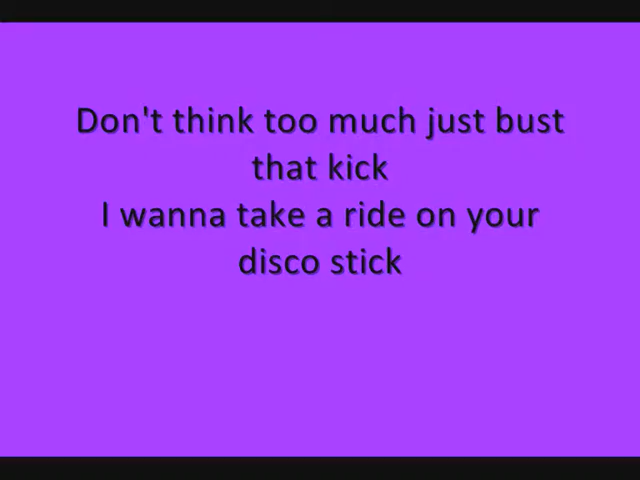 Don't think too much just bust
that kick
I wanna take a ride on your
disco stick